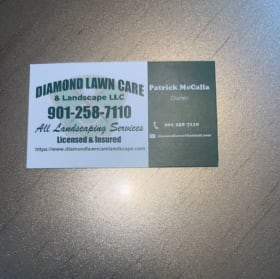 DIAMOND LAWN CARE
& Landscape LLC
901-258-7110
All Landscaping Services
Licensed & Insured
https://www.diamondlawncarelandscape.com
Patrick McCalla
Owner
901 258 7110